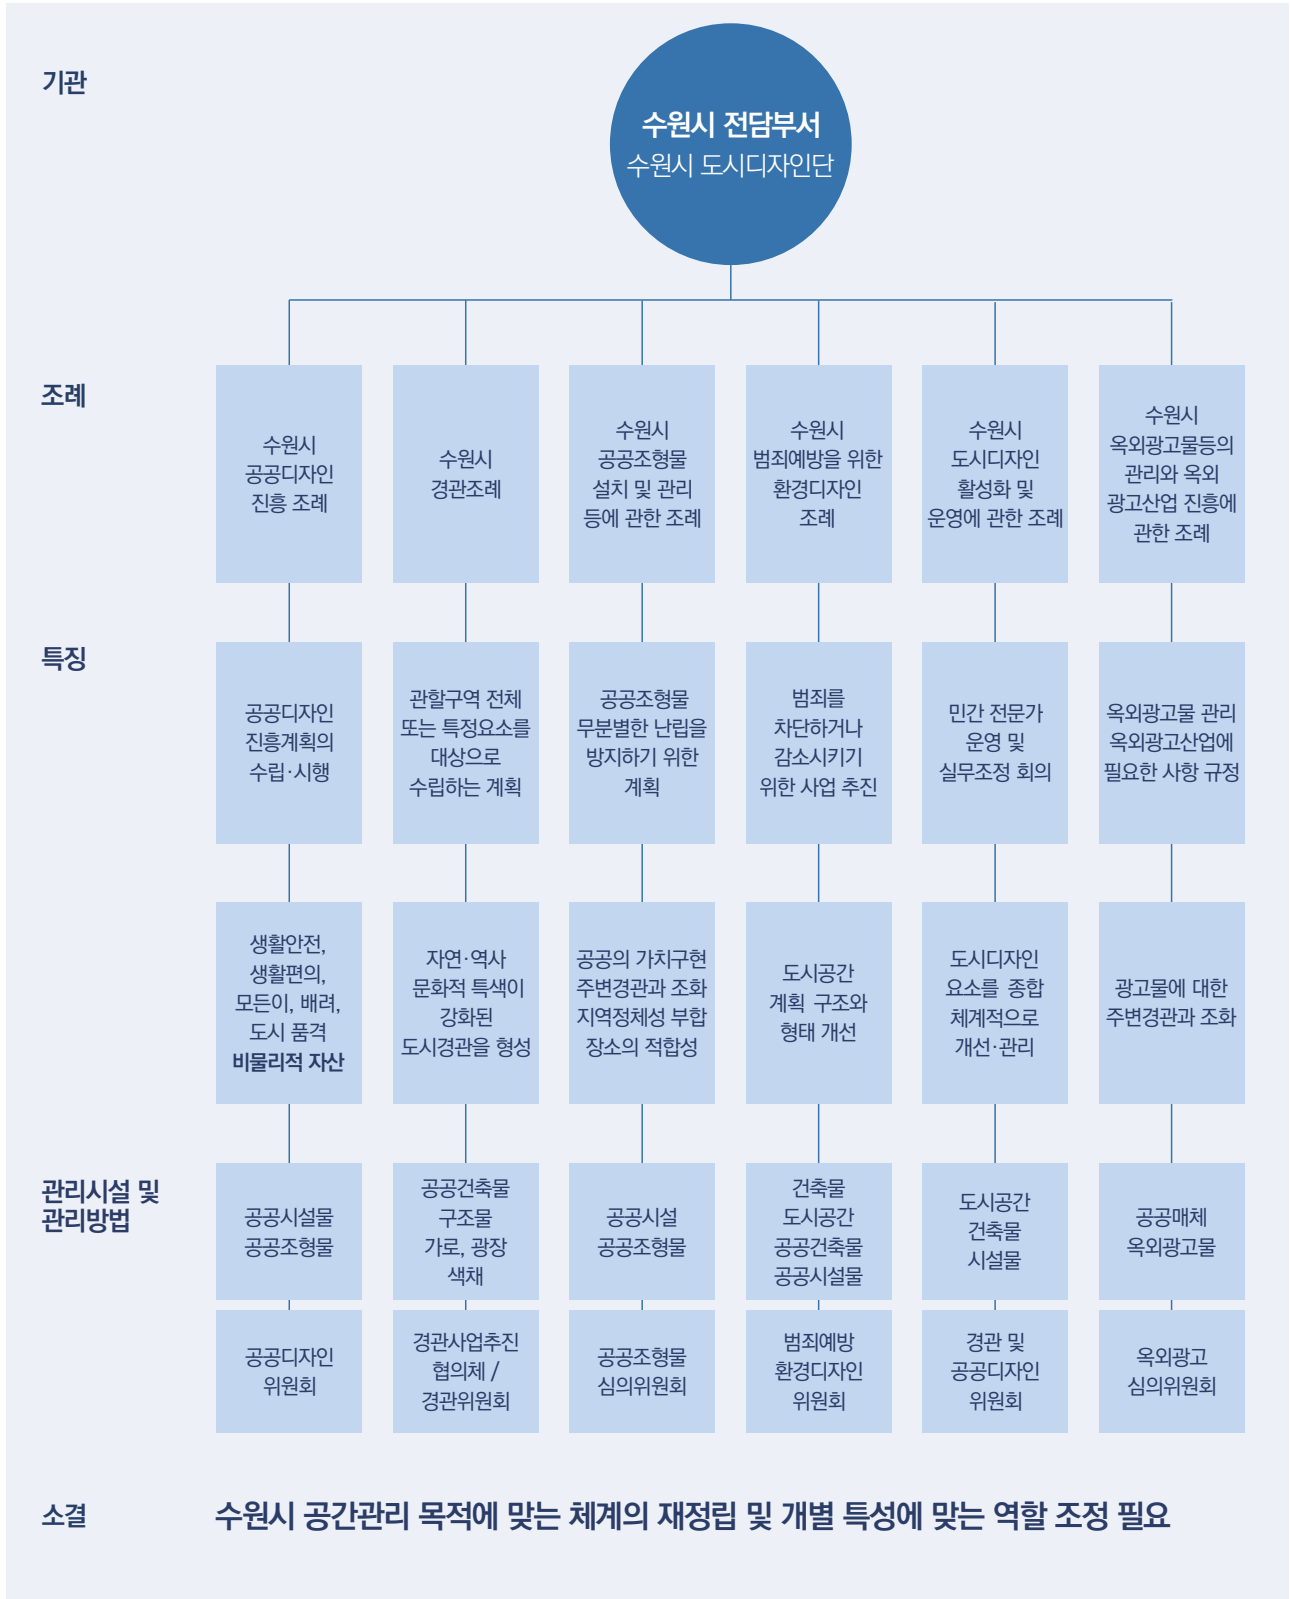 기관
수원시 전담부서
수원시 도시디자인단
조례
수원시
공공디자인
진흥 조례
수원시
경관조례
수원시
공공조형물
설치 및 관리
등에 관한 조례
수원시
범죄예방을 위한
환경디자인
조례
수원시
도시디자인
활성화 및
운영에 관한 조례
수원시
옥외광고물등의
관리와 옥외
광고산업 진흥에
관한 조례
특징
공공디자인
진흥계획의
수립·시행
관할구역 전체
또는 특정요소를
대상으로
수립하는 계획
공공조형물
무분별한 난립을
방지하기 위한
계획
범죄를
차단하거나
감소시키기
위한 사업 추진
민간 전문가
운영 및
실무조정 회의
옥외광고물 관리
옥외광고산업에
필요한 사항 규정
생활안전,
생활편의,
모든이, 배려,
도시 품격
비물리적 자산
자연·역사
문화적 특색이
강화된
도시경관을 형성
공공의 가치구현
주변경관과 조화
지역정체성 부합
장소의 적합성
도시공간
계획 구조와
형태 개선
도시디자인
요소를 종합
체계적으로
개선·관리
광고물에 대한
주변경관과 조화
관리시설 및
관리방법
공공시설물
공공조형물
공공건축물
구조물
가로, 광장
색채
공공시설
공공조형물
건축물
도시공간
공공건축물
공공시설물
도시공간
건축물
시설물
공공매체
옥외광고물
공공디자인
위원회
경관사업추진
협의체 /
경관위원회
공공조형물
심의위원회
범죄예방
환경디자인
위원회
경관 및
공공디자인
위원회
옥외광고
심의위원회
소결
수원시 공간관리 목적에 맞는 체계의 재정립 및 개별 특성에 맞는 역할 조정 필요